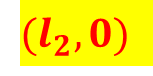 (l₂, 0)